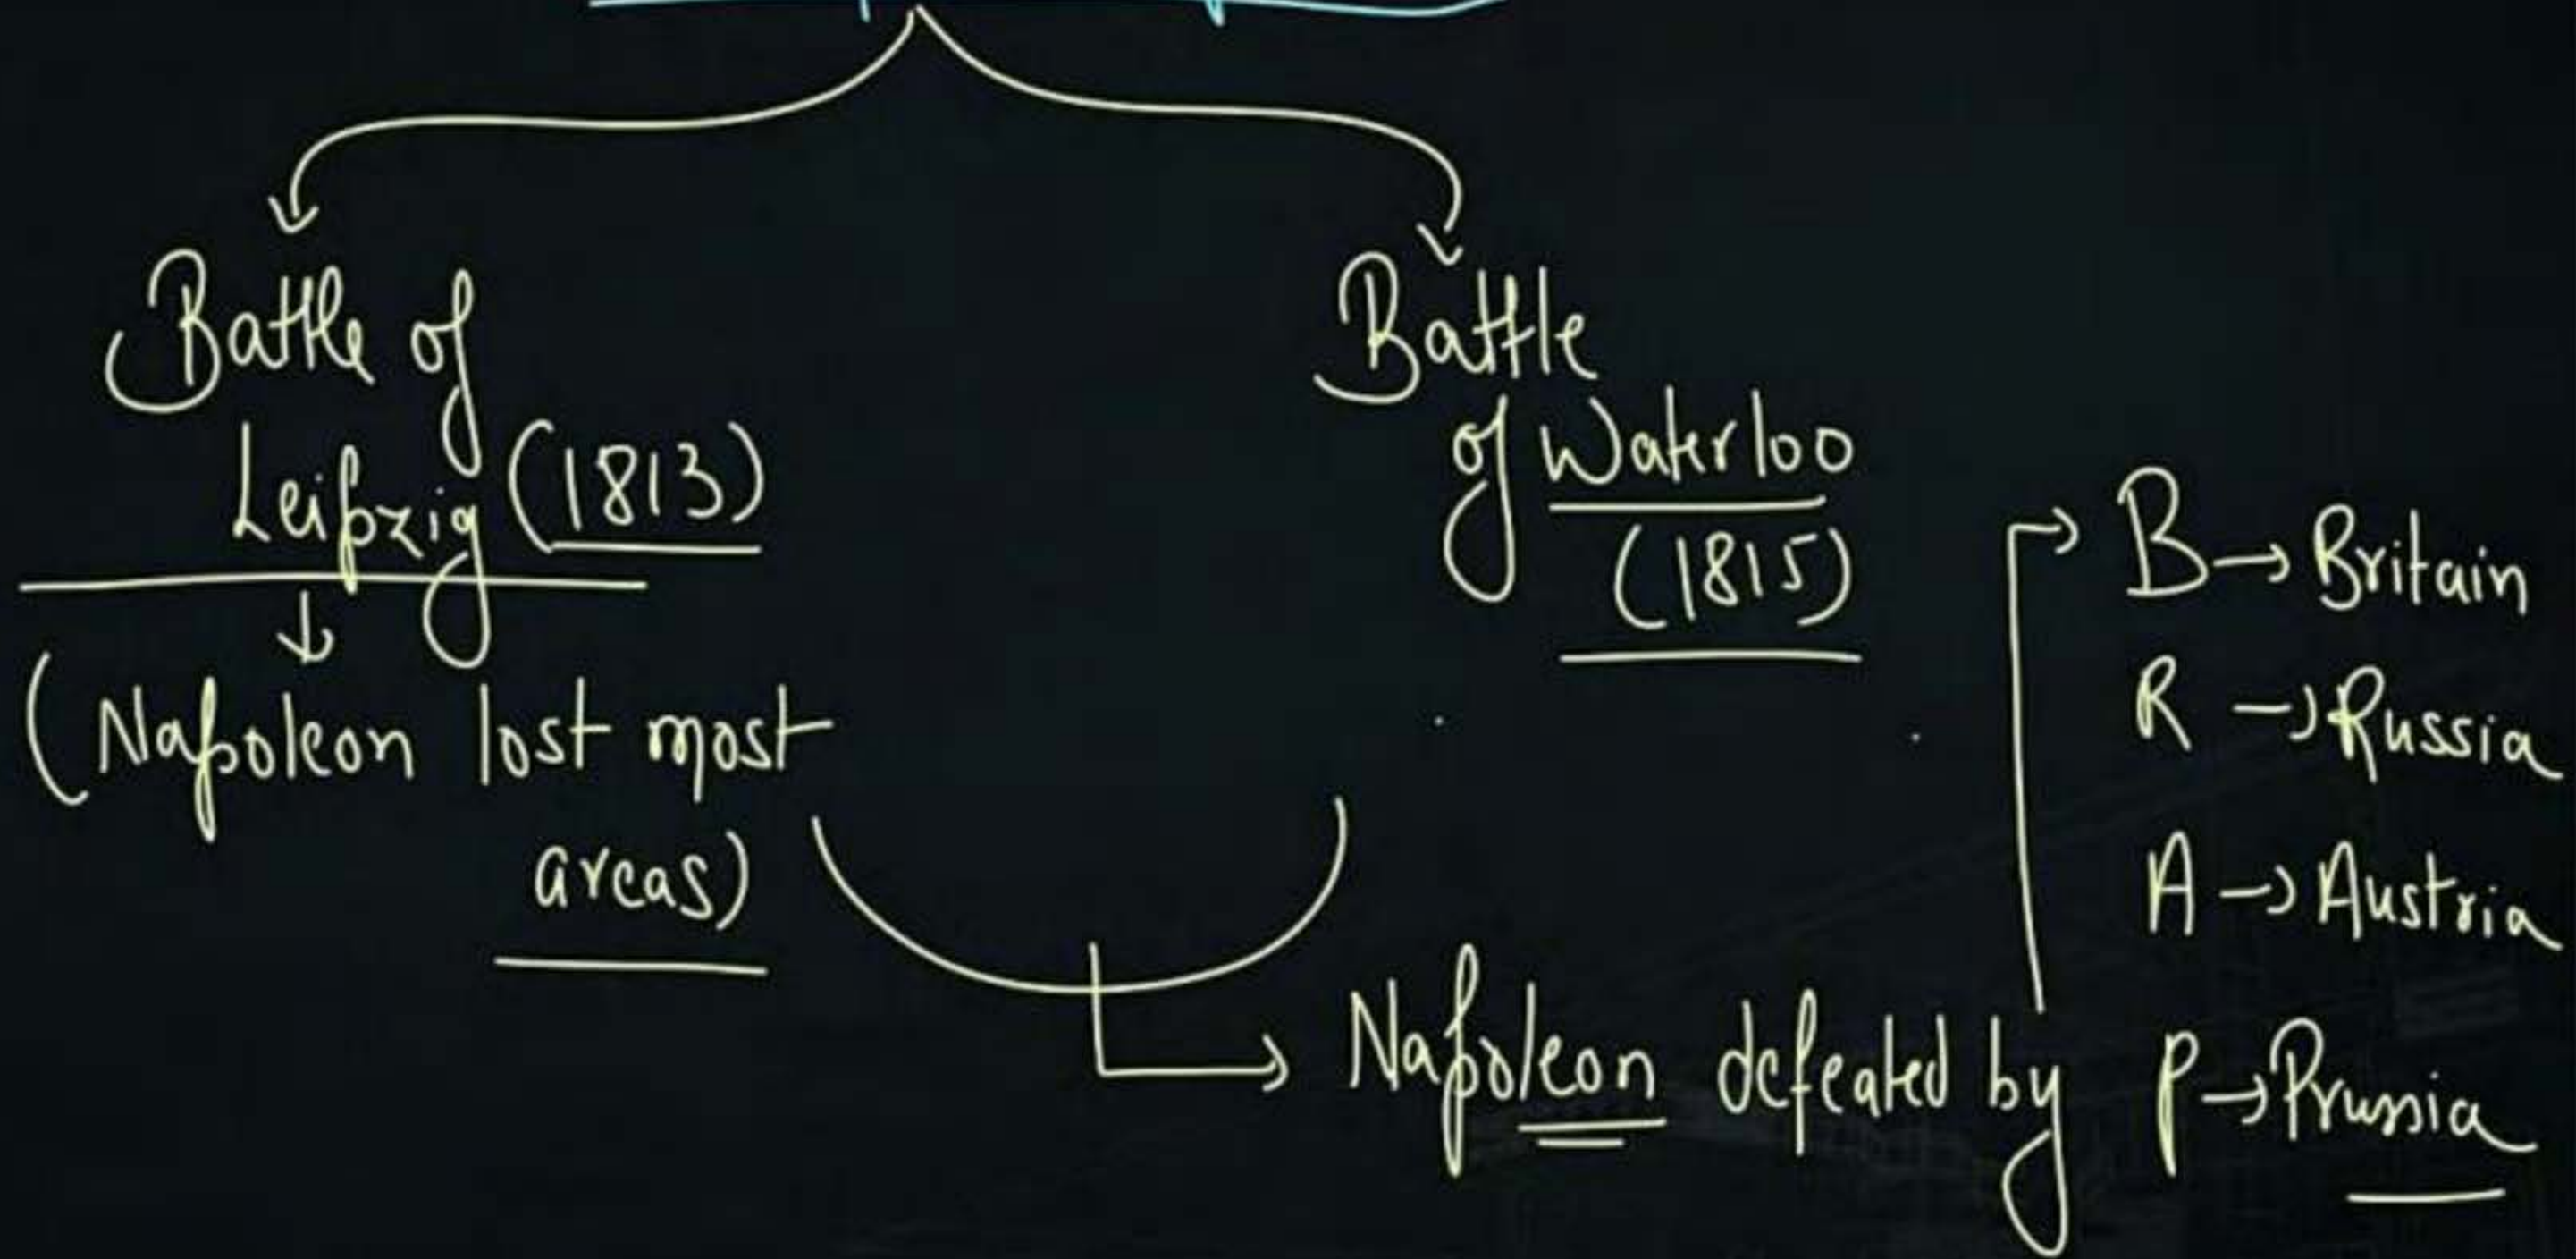 Battle of
Leipzig (1813)
(Napoleon lost most
areas)
Battle
of Waterloo
(1815)
Napoleon defeated by
B → Britain
R → Russia
A → Austria
P → Prussia